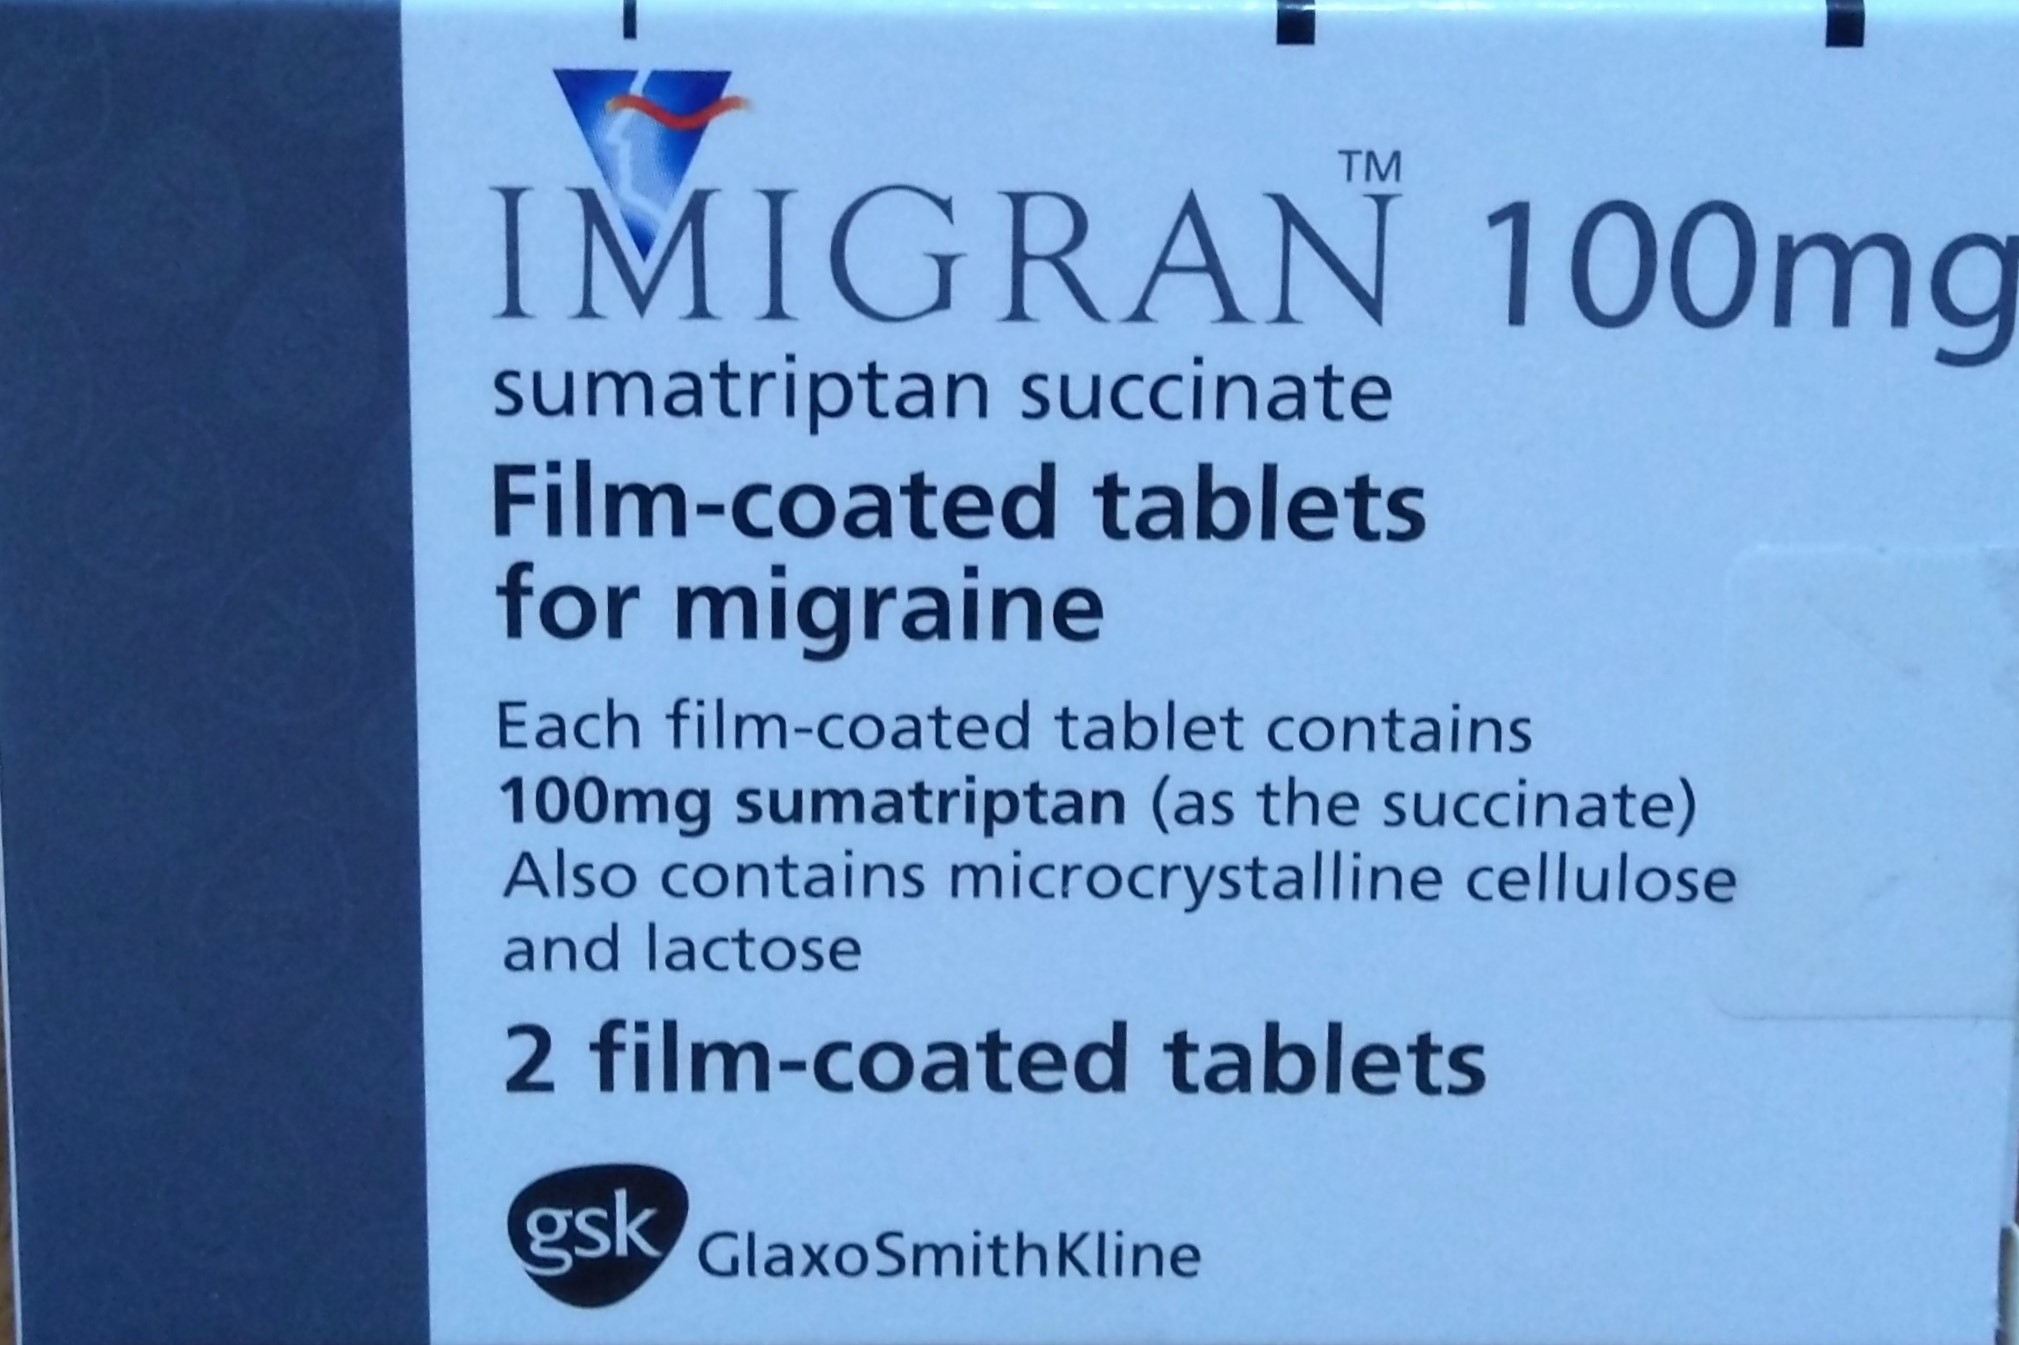 IMIGRAN™ 100mg
sumatriptan succinate
Film-coated tablets
for migraine
Each film-coated tablet contains
100mg sumatriptan (as the succinate)
Also contains microcrystalline cellulose
and lactose
2 film-coated tablets
gsk GlaxoSmithKline